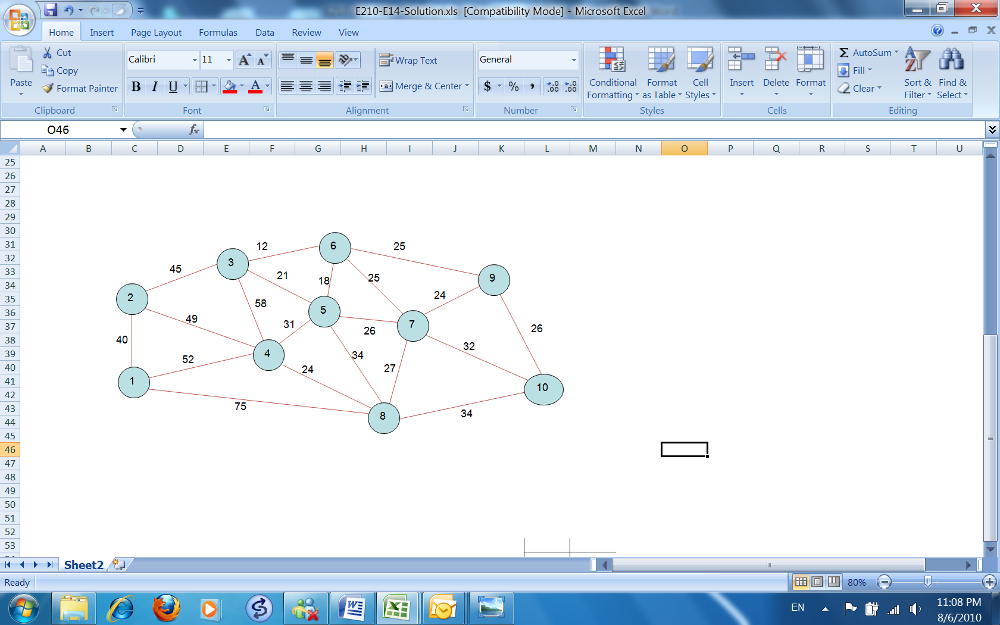 E210-E14-Solution.xls [Compatibility Mode] - Microsoft Excel
Home Insert Page Layout Formulas Data Review View
Paste
Cut
Copy
Format Painter
Clipboard
Calibri 11
B I U A
Font
Wrap Text
Merge & Center
Alignment
General
$ % , .00 .00
Number
Conditional Formatting
Format as Table
Cell Styles
Styles
Insert Delete Format
Cells
Σ AutoSum
Fill
Clear
Sort & Filter
Find & Select
Editing
O46 fx
A B C D E F G H I J K L M N O P Q R S T U
25
26
27
28
29
30
31
32
33
34
35
36
37
38
39
40
41
42
43
44
45
46
47
48
49
50
51
52
53
12 6 25
3
45 21 18 25 9
2 58 24
49 31 5 26 7 26
40 4 34 32
52 24 27
1 10
75 8 34
Sheet2
Ready 80%
EN 11:08 PM
8/6/2010